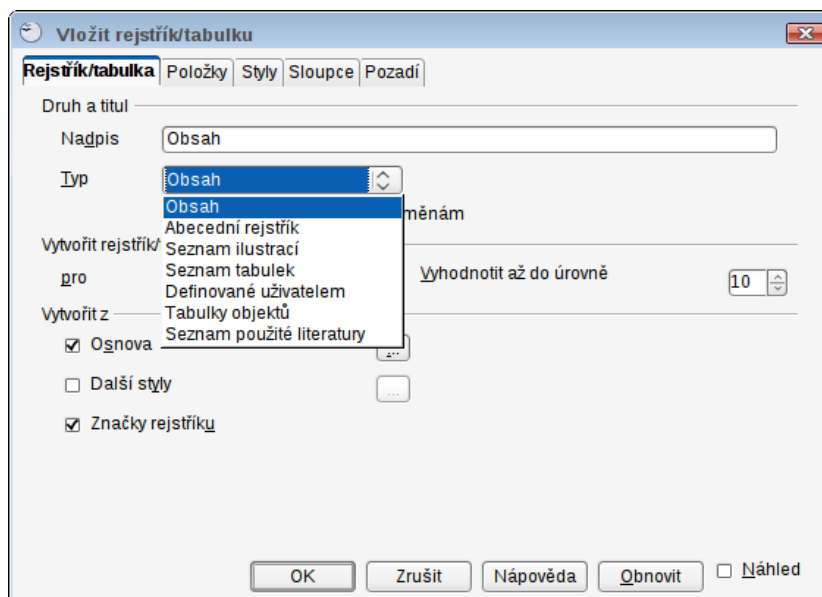 Vložit rejstřík/tabulku
Rejstřík/tabulka Položky Styly Sloupce Pozadí
Druh a titul
Nadpis Obsah
Typ Obsah
Obsah
Abecední rejstřík
Seznam ilustrací
Seznam tabulek
Definované uživatelem
Tabulky objektů
Seznam použité literatury
měnám
Vytvořit rejstřík/
pro Vyhodnotit až do úrovně 10
Vytvořit z
Osnova ...
Další styly ...
Značky rejstříku
OK Zrušit Nápověda Obnovit Náhled